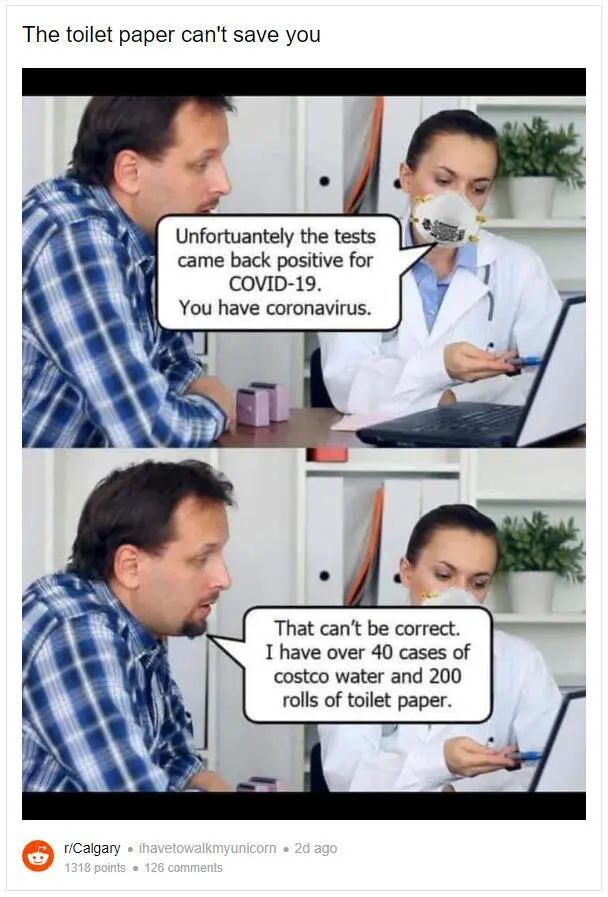 The toilet paper can't save you
Unfortuantely the tests
came back positive for
COVID-19.
You have coronavirus.
That can't be correct.
I have over 40 cases of
costco water and 200
rolls of toilet paper.
r/Calgary • ihavetowalkmyunicorn • 2d ago
1318 points • 126 comments